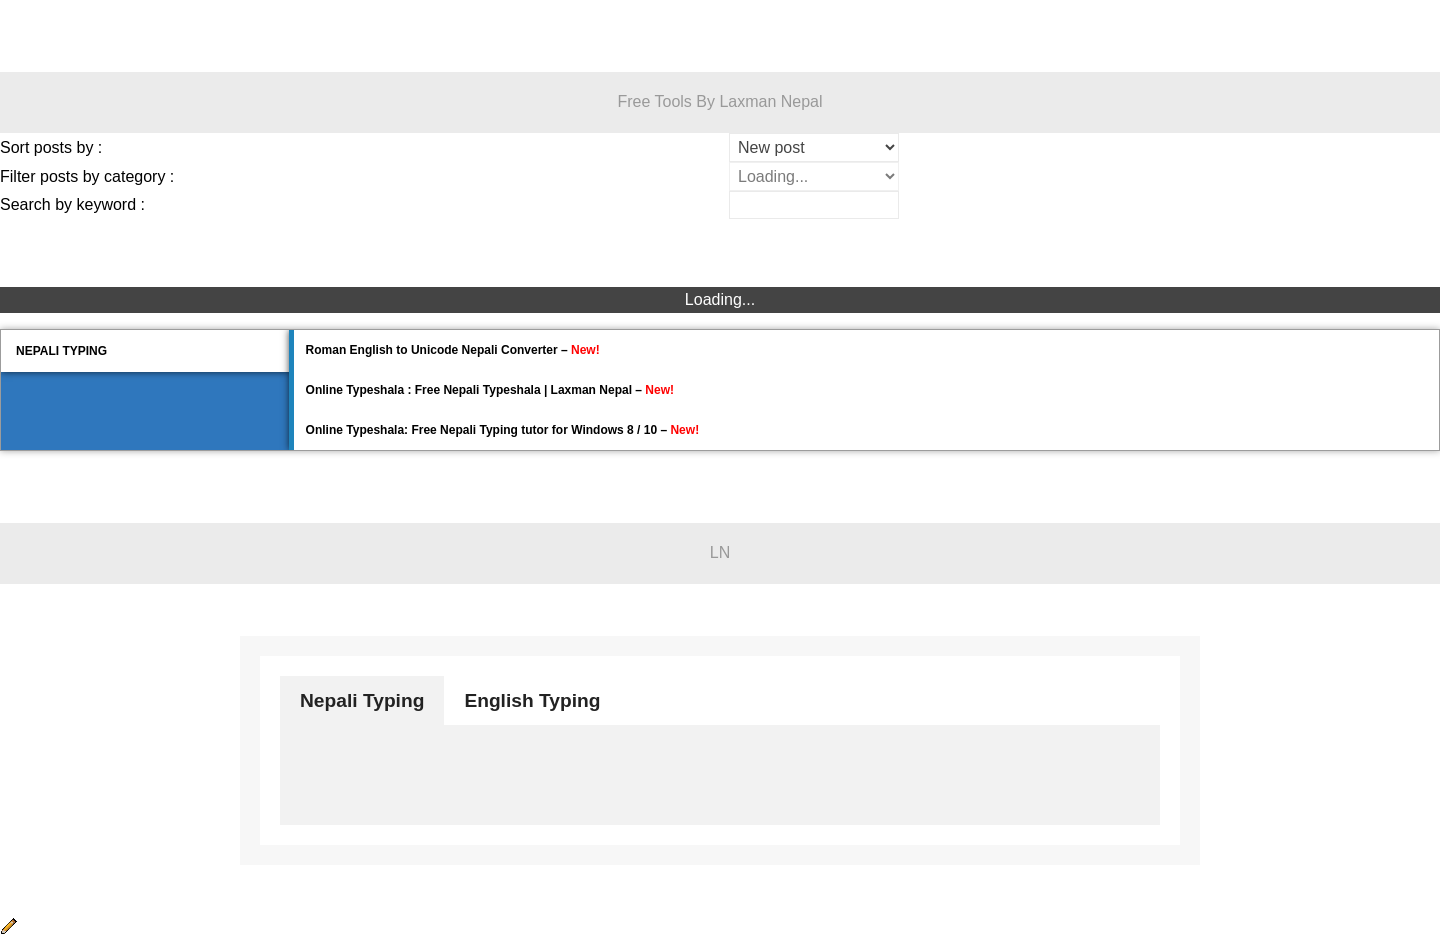 Free Tools By Laxman Nepal
Sort posts by :
New post
Filter posts by category :
Loading...
Search by keyword :
Loading...
NEPALI TYPING
Roman English to Unicode Nepali Converter – New!
Online Typeshala : Free Nepali Typeshala | Laxman Nepal – New!
Online Typeshala: Free Nepali Typing tutor for Windows 8 / 10 – New!
LN
Nepali Typing
English Typing